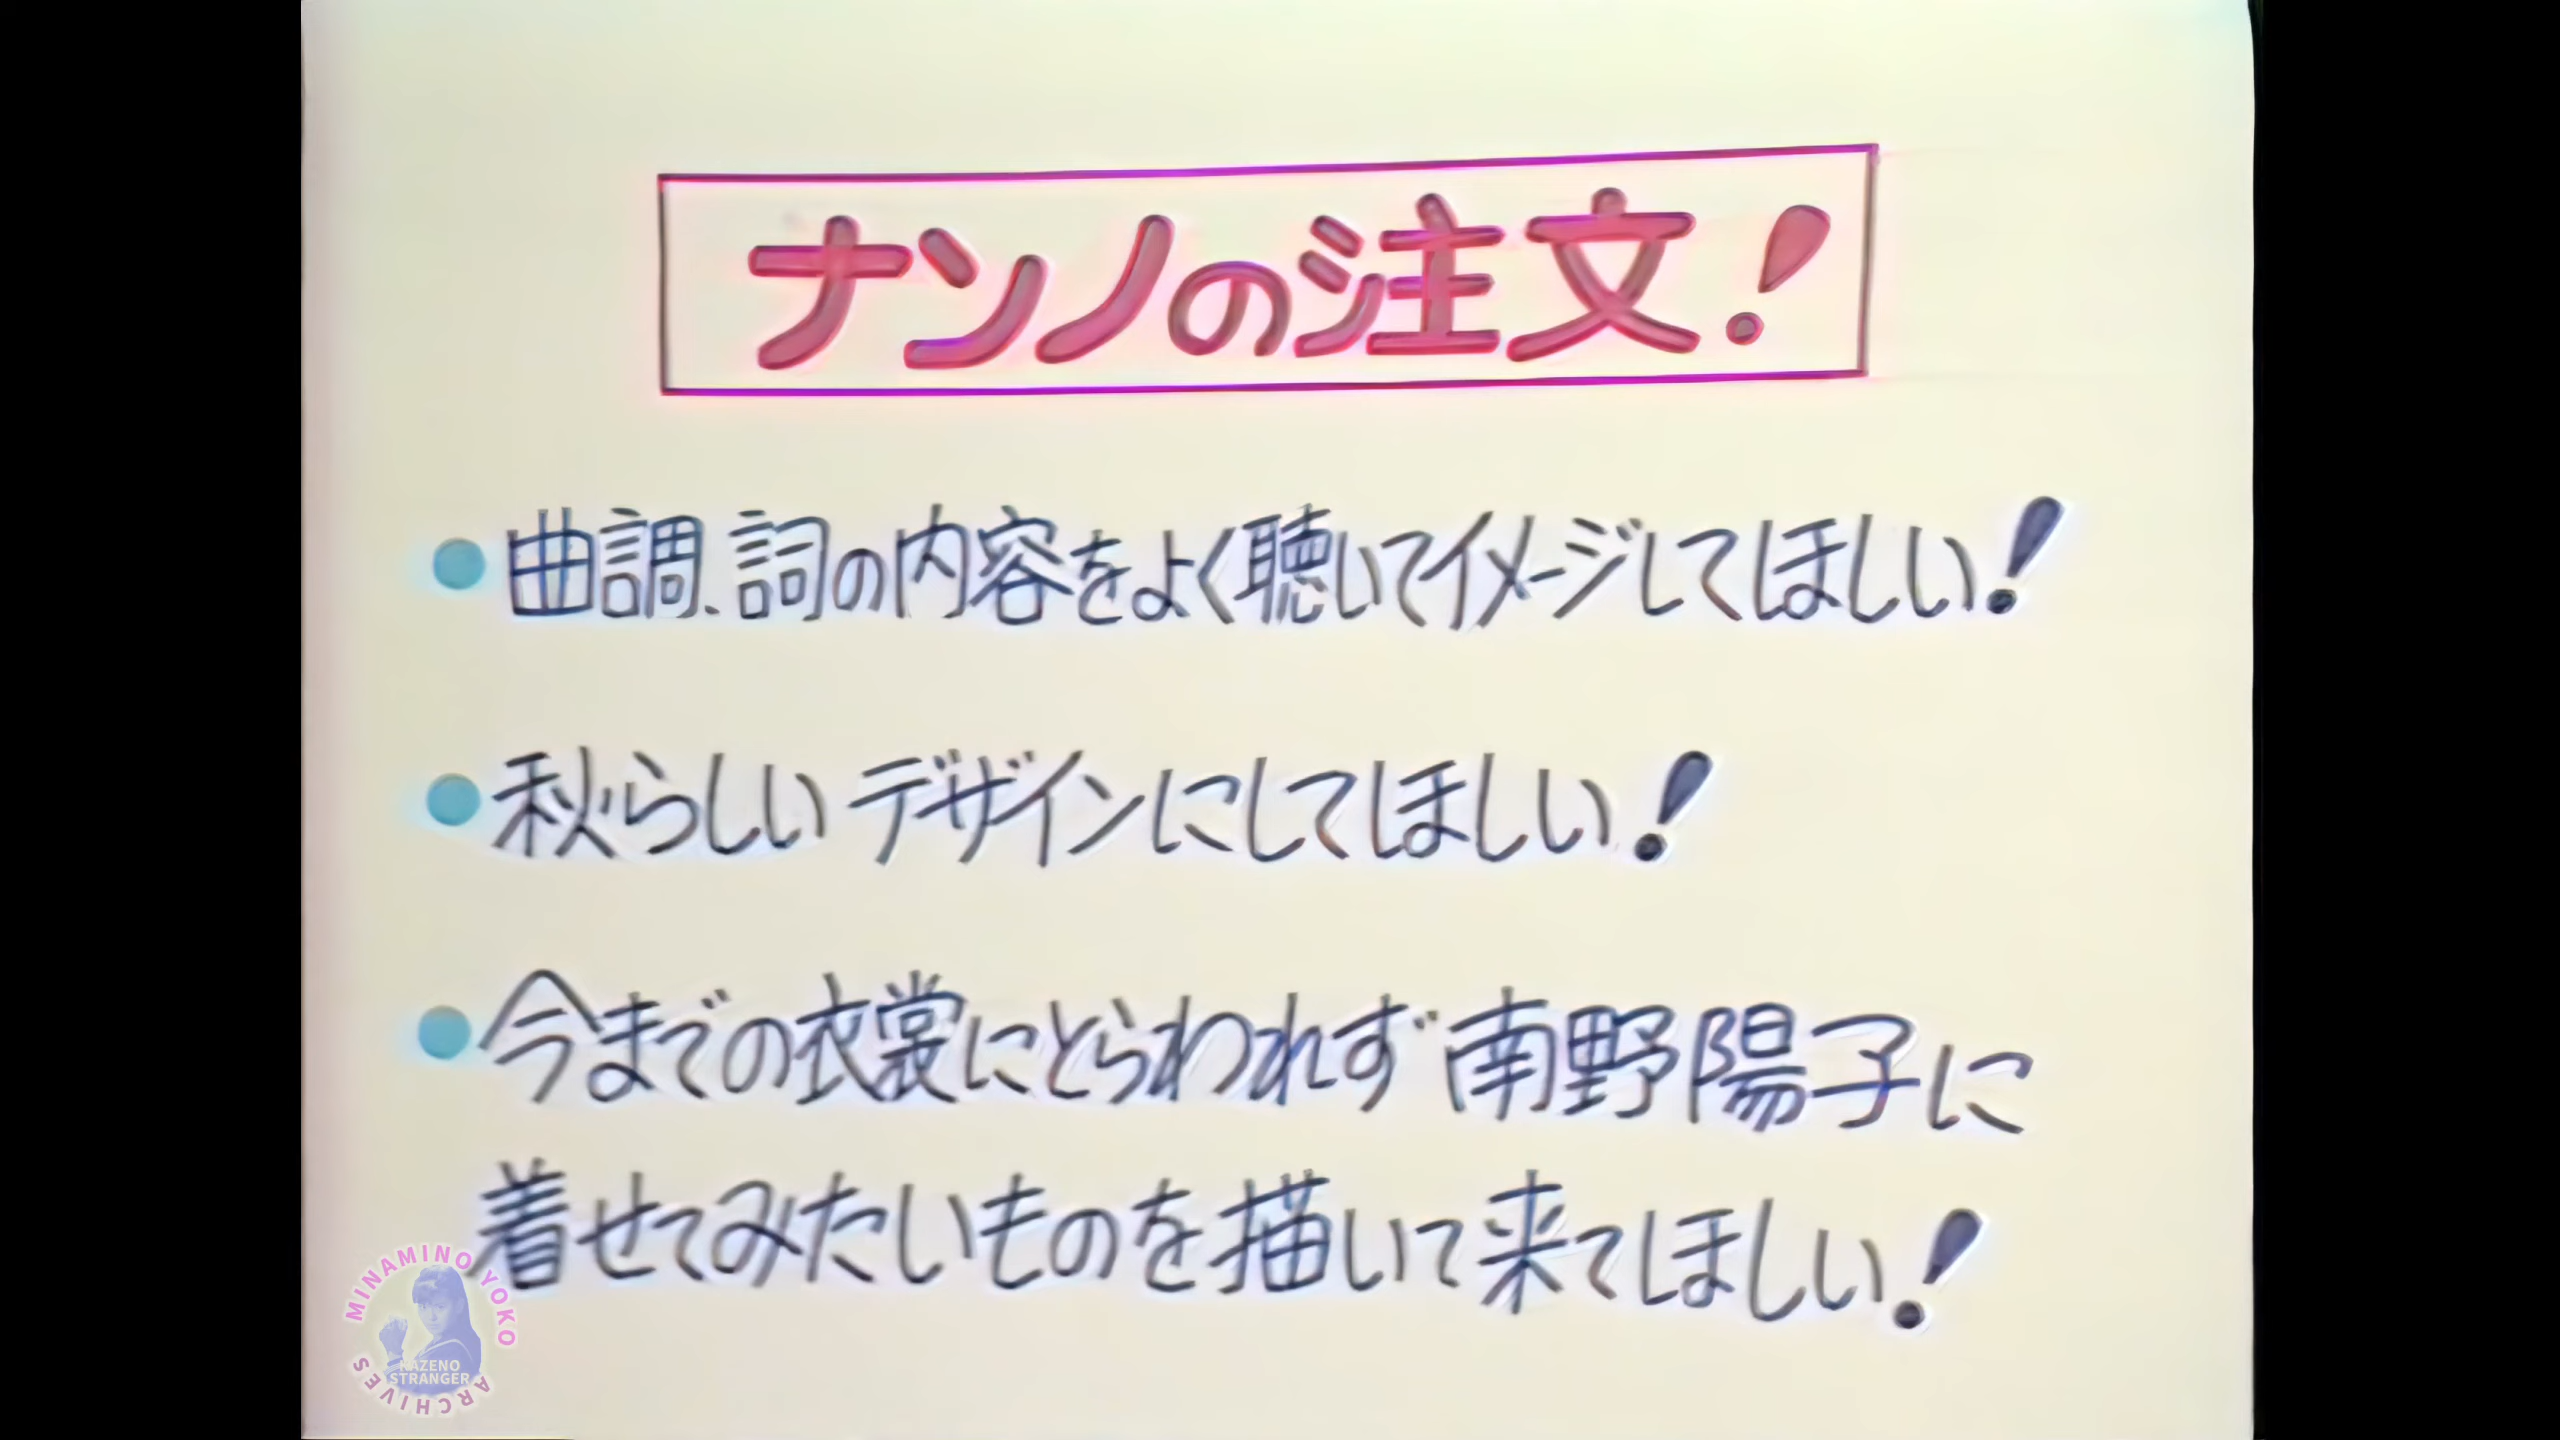 ナンノの注文!
●曲調、詞の内容をよく聴いてイメージしてほしい!
●秋らしいデザインにしてほしい!
●今までの衣裳にとらわれず南野陽子に
着せてみたいものを描いて来てほしい!
MINAMINO YOKO
KAZENO
STRANGER
ARCHIVES